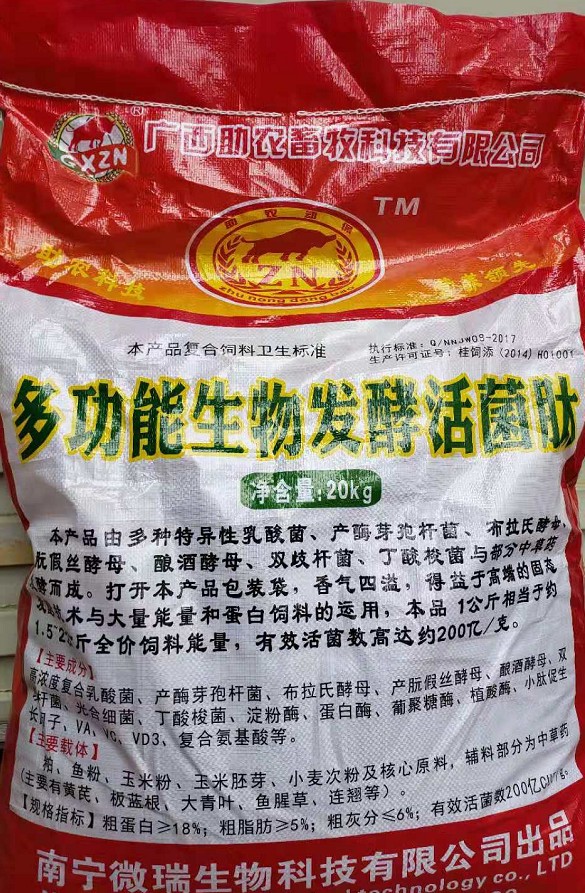 GXZN
®
广西助农畜牧科技有限公司
TM
助农动保
ZN
zhu nong dong bao
助农科技
本产品复合饲料卫生标准
执行标准：Q/NNJW08-2017
生产许可证号：桂饲添(2014)H01001
多功能生物发酵活菌肽
净含量:20kg
本产品由多种特异性乳酸菌、产酶芽孢杆菌、布拉氏酵母、
朊假丝酵母、酿酒酵母、双歧杆菌、丁酸梭菌与部分中草药
而成。打开本产品包装袋，香气四溢，得益于高端的固态
术与大量能量和蛋白饲料的运用，本品1公斤相当于约
1.5 2 斤全价饲料能量，有效活菌数高达约200亿/克。
【主要成分】
高浓度复合乳酸菌、产酶芽孢杆菌、布拉氏酵母、产朊假丝酵母、酿酒酵母、双
杆菌、光合细菌、丁酸梭菌、淀粉酶、蛋白酶、葡聚糖酶、植酸酶、小肽促生
长因子、VA、VC、VD3、复合氨基酸等。
【主要载体】
粕、鱼粉、玉米粉、玉米胚芽、小麦次粉及核心原料，辅料部分为中草药
(主要有黄芪、板蓝根、大青叶、鱼腥草、连翘等)。
【规格指标】粗蛋白≥18%；粗脂肪≥5%；粗灰分≤6%；有效活菌数200亿
南宁微瑞生物科技有限公司出品
technology co., LTD